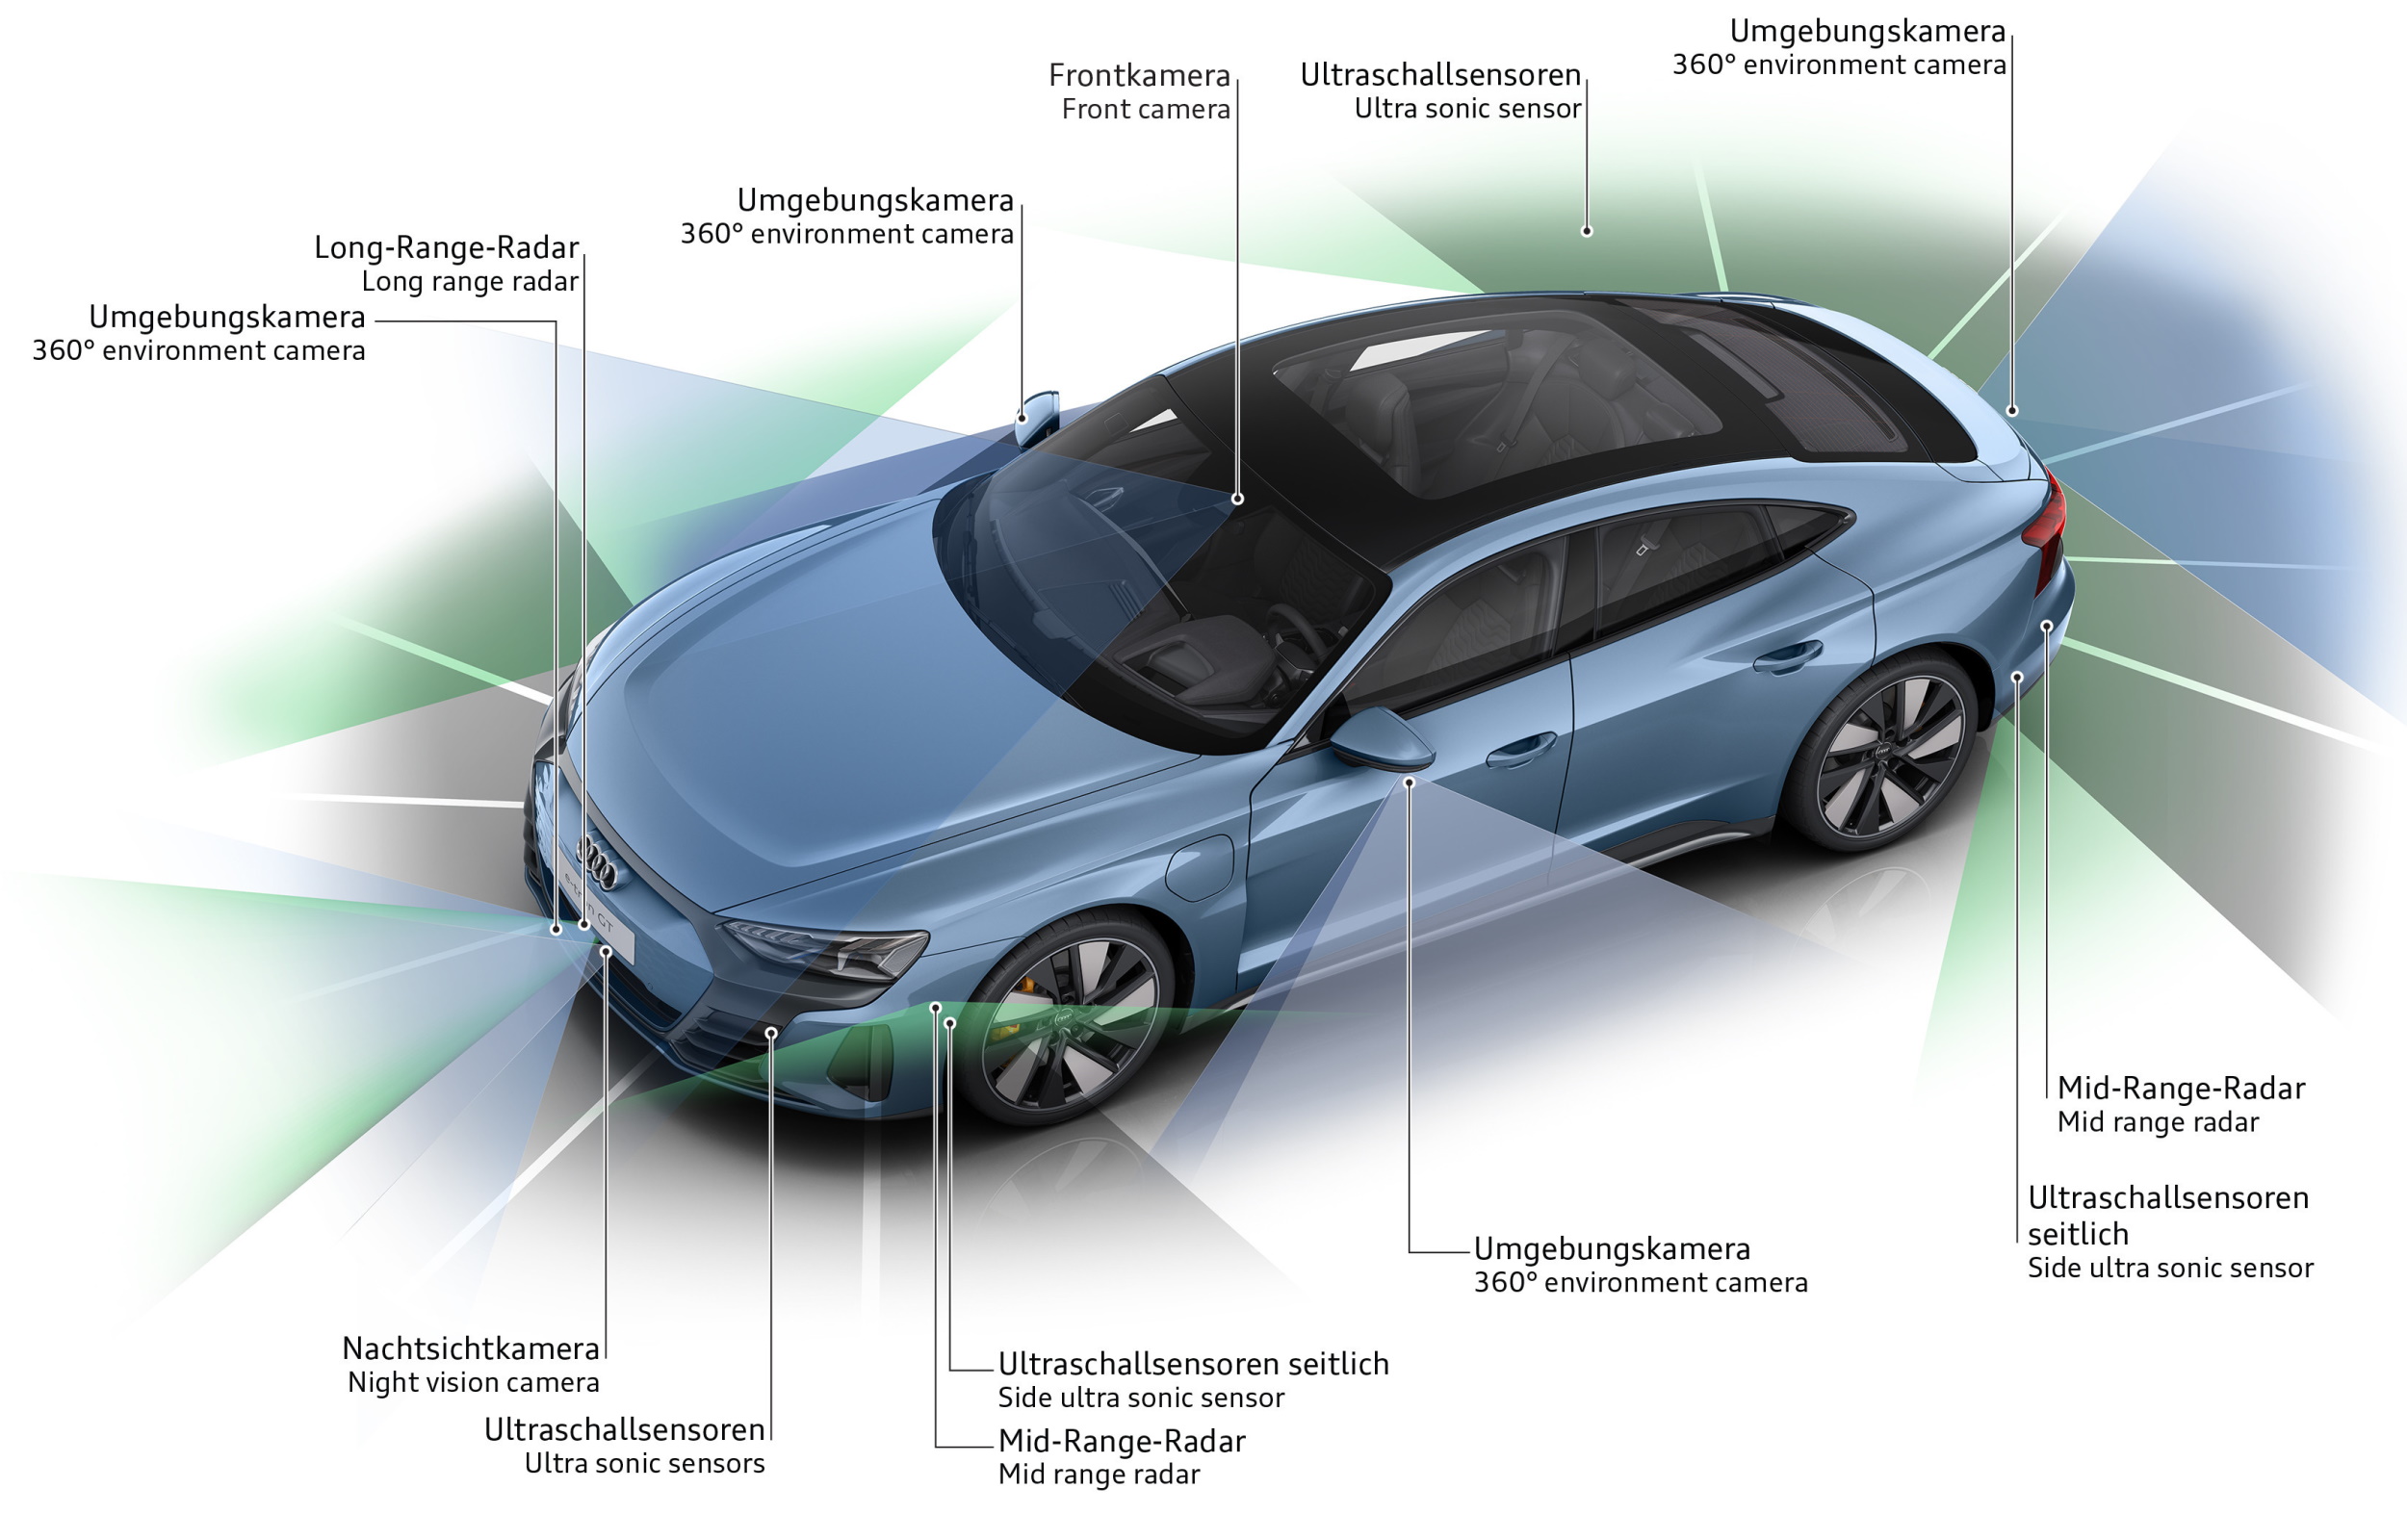 Umgebungskamera
360° environment camera
Frontkamera
Front camera
Ultraschallsensoren
Ultra sonic sensor
Umgebungskamera
360° environment camera
Long-Range-Radar
Long range radar
Umgebungskamera
360° environment camera
e-tron GT
Mid-Range-Radar
Mid range radar
Ultraschallsensoren
seitlich
Side ultra sonic sensor
Umgebungskamera
360° environment camera
Nachtsichtkamera
Night vision camera
Ultraschallsensoren seitlich
Side ultra sonic sensor
Ultraschallsensoren
Ultra sonic sensors
Mid-Range-Radar
Mid range radar